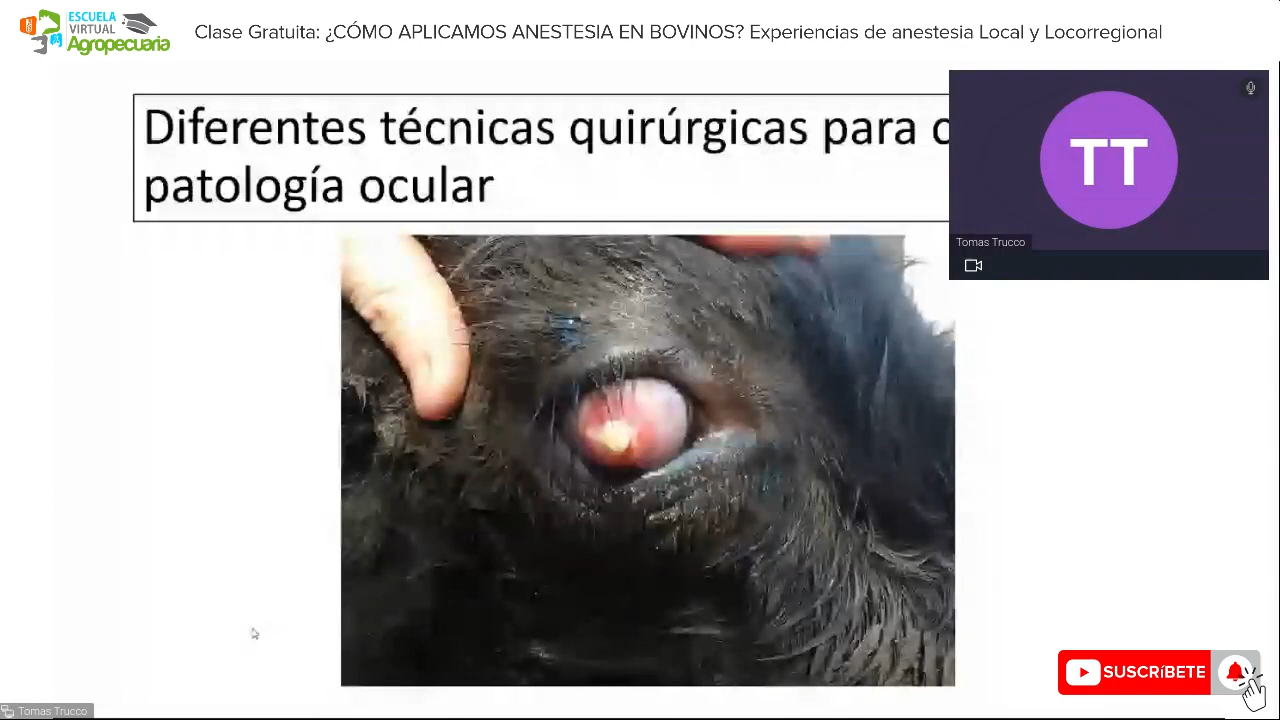 ESCUELA
VIRTUAL
Agropecuaria
Clase Gratuita: ¿CÓMO APLICAMOS ANESTESIA EN BOVINOS? Experiencias de anestesia Local y Locorregional
Diferentes técnicas quirúrgicas para
patología ocular
TT
Tomas Trucco
SUSCRíBETE
Tomas Trucco